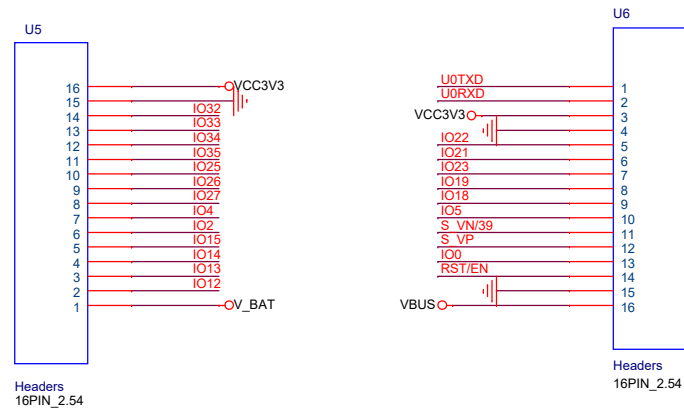 U5
16
VCC3V3
15
14
IO32
13
IO33
12
IO34
11
IO35
10
IO25
9
IO26
8
IO27
7
IO4
6
IO2
5
IO15
4
IO14
3
IO13
2
IO12
1
V_BAT
Headers
16PIN_2.54
U6
U0TXD
1
U0RXD
2
VCC3V3
3
4
IO22
5
IO21
6
IO23
7
IO19
8
IO18
9
IO5
10
S_VN/39
11
S_VP
12
IO0
13
RST/EN
14
15
VBUS
16
Headers
16PIN_2.54